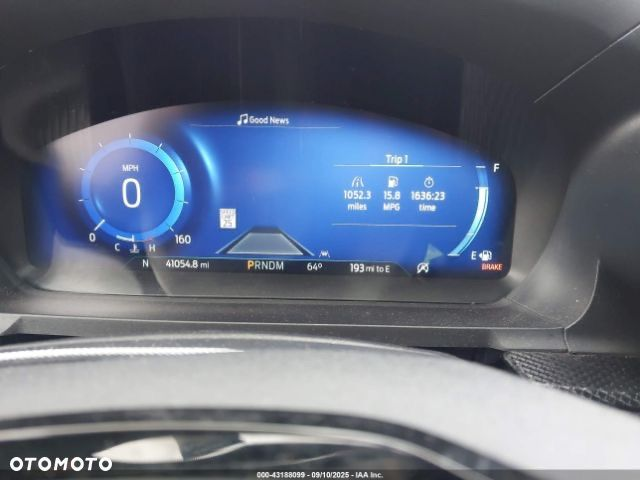 Good News
Trip 1
F
MPH
0
1052.3 15.8 1636:23
miles MPG time
0 160
C H
E
N 41054.8 mi PRNDM 64° 193 mi to E BRAKE
OTOMOTO
000-43188099 - 09/10/2025 - IAA Inc.